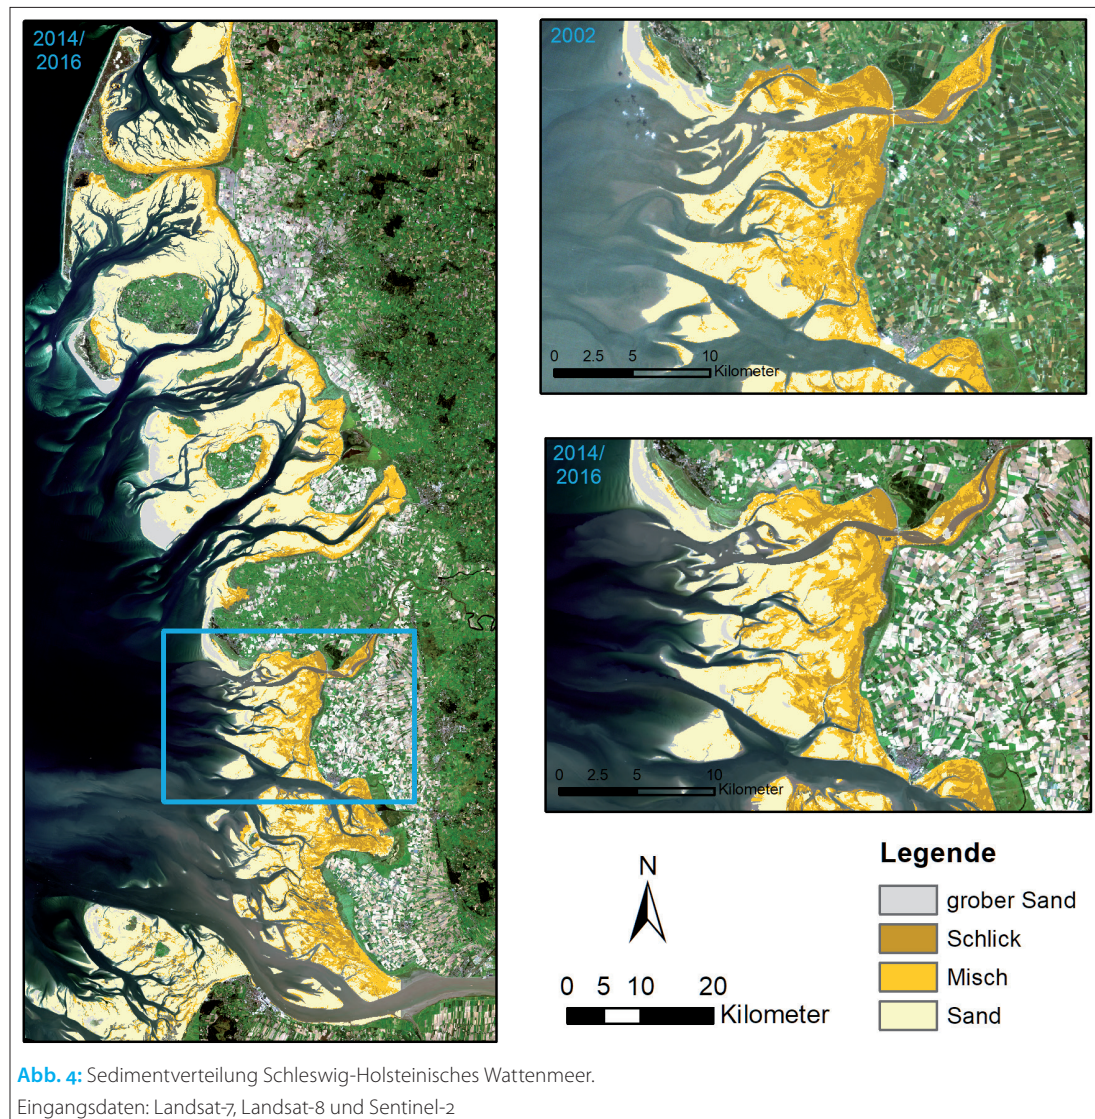 2014/
2016
2002
0 2.5 5 10
Kilometer
2014/
2016
0 2.5 5 10
Kilometer
N
0 5 10 20
Kilometer
Legende
grober Sand
Schlick
Misch
Sand
Abb. 4: Sedimentverteilung Schleswig-Holsteinisches Wattenmeer.
Eingangsdaten: Landsat-7, Landsat-8 und Sentinel-2